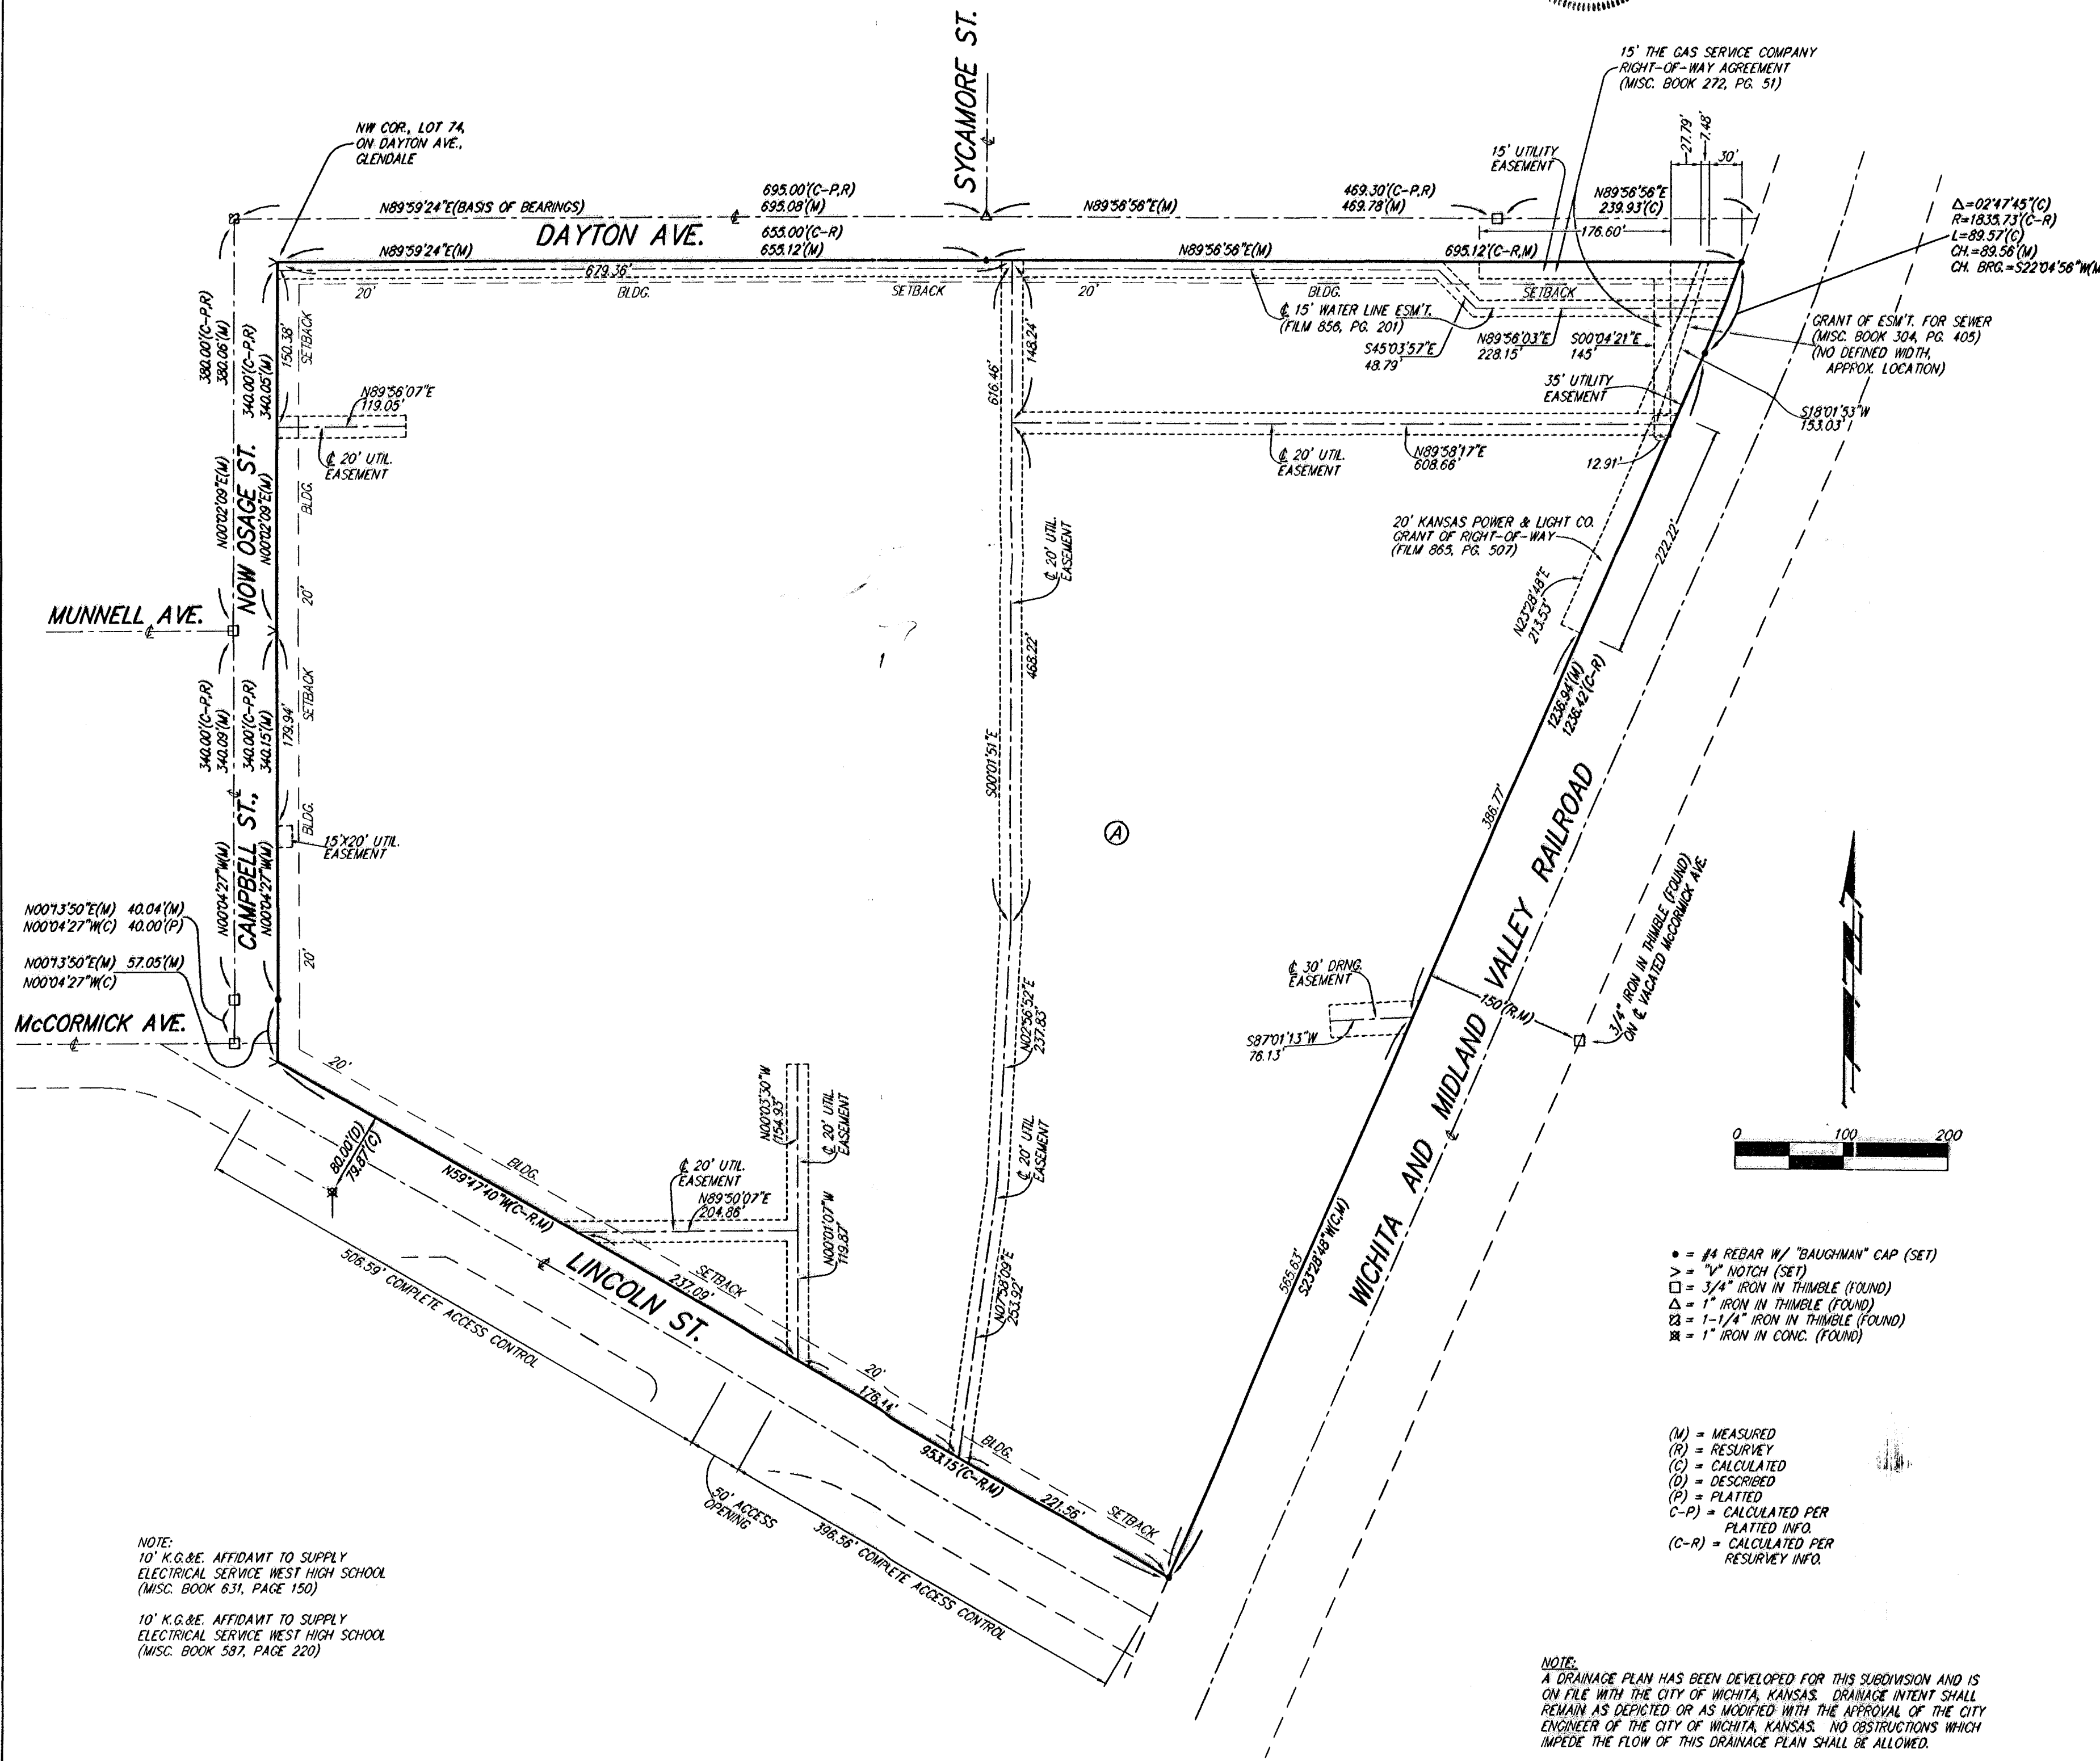 SYCAMORE ST.
℄
15' THE GAS SERVICE COMPANY
RIGHT-OF-WAY AGREEMENT
(MISC. BOOK 272, PG. 51)
NW COR., LOT 74,
ON DAYTON AVE.,
GLENDALE
15' UTILITY
EASEMENT
27.79'
7.48'
30'
N89°59'24"E(BASIS OF BEARINGS)
695.00'(C-P,R)
695.08'(M)
℄
N89°58'56"E(M)
469.30'(C-P,R)
469.78'(M)
N89°56'56"E
239.93'(C)
176.60'
Δ=02°47'45"(C)
R=1835.73'(C-R)
L=89.57'(C)
CH.=89.56'(M)
CH. BRG.=S22°04'56"W(M
DAYTON AVE.
N89°59'24"E(M)
655.00'(C-R)
655.12'(M)
N89°56'56"E(M)
695.12'(C-R,M)
679.36'
20'
BLDG.
SETBACK
20'
BLDG.
SETBACK
℄ 15' WATER LINE ESM'T.
(FILM 856, PG. 201)
S45°03'57"E
48.79'
N89°56'03"E
228.15'
S00°04'21"E
145'
GRANT OF ESM'T. FOR SEWER
(MISC. BOOK 304, PG. 405)
(NO DEFINED WIDTH,
APPROX. LOCATION)
35' UTILITY
EASEMENT
S18°01'53"W
153.03'
380.00'(C-P,R)
380.06'(M)
340.00'(C-P,R)
340.05'(M)
150.38'
SETBACK
616.46'
148.24'
N89°56'07"E
119.05'
℄ 20' UTIL.
EASEMENT
℄ 20' UTIL.
EASEMENT
N89°58'17"E
608.66'
12.91'
N00°02'09"E(M)
NOW OSAGE ST.
N00°02'09"E(M)
BLDG.
20'
20' KANSAS POWER & LIGHT CO.
GRANT OF RIGHT-OF-WAY
(FILM 865, PG. 507)
℄ 20' UTIL.
EASEMENT
222.22'
N23°28'48"E
213.53'
MUNNELL AVE.
℄
1
468.22'
1236.94'(M)
1236.42'(C-R)
340.00'(C-P,R)
340.09'(M)
340.00'(C-P,R)
340.15'(M)
179.94'
SETBACK
S00°01'51"E
℄
CAMPBELL ST.,
BLDG.
15'X20' UTIL.
EASEMENT
A
386.77'
N00°04'27"W(M)
N00°04'27"W(M)
20'
N00°13'50"E(M) 40.04'(M)
N00°04'27"W(C) 40.00'(P)
N00°13'50"E(M) 57.05'(M)
N00°04'27"W(C)
McCORMICK AVE.
℄
3/4" IRON IN THIMBLE (FOUND)
ON ℄ VACATED McCORMICK AVE.
℄ 30' DRNG.
EASEMENT
S87°01'13"W
76.13'
150'(R,M)
N02°56'52"E
237.83'
20'
N00°03'30"W
154.93'
℄ 20' UTIL.
EASEMENT
℄ 20' UTIL.
EASEMENT
80.00'(D)
79.87'(C)
N59°47'40"W(C-R,M)
BLDG.
℄ 20' UTIL.
EASEMENT
N89°50'07"E
204.86'
N00°01'07"W
119.87'
℄
WICHITA AND MIDLAND VALLEY RAILROAD
0 100 200
565.63'
S23°28'48"W(C,M)
506.59' COMPLETE ACCESS CONTROL
℄
LINCOLN ST.
237.09'
SETBACK
N07°58'09"E
253.92'
20'
176.44'
BLDG.
953.15'(C-R,M)
221.56'
SETBACK
50' ACCESS
OPENING
396.56' COMPLETE ACCESS CONTROL
● = #4 REBAR W/ "BAUGHMAN" CAP (SET)
> = "V" NOTCH (SET)
□ = 3/4" IRON IN THIMBLE (FOUND)
Δ = 1" IRON IN THIMBLE (FOUND)
= 1-1/4" IRON IN THIMBLE (FOUND)
= 1" IRON IN CONC. (FOUND)
(M) = MEASURED
(R) = RESURVEY
(C) = CALCULATED
(D) = DESCRIBED
(P) = PLATTED
C-P) = CALCULATED PER
PLATTED INFO.
(C-R) = CALCULATED PER
RESURVEY INFO.
NOTE:
10' K.G.&E. AFFIDAVIT TO SUPPLY
ELECTRICAL SERVICE WEST HIGH SCHOOL
(MISC. BOOK 631, PAGE 150)
10' K.G.&E. AFFIDAVIT TO SUPPLY
ELECTRICAL SERVICE WEST HIGH SCHOOL
(MISC. BOOK 587, PAGE 220)
NOTE:
A DRAINAGE PLAN HAS BEEN DEVELOPED FOR THIS SUBDIVISION AND IS
ON FILE WITH THE CITY OF WICHITA, KANSAS. DRAINAGE INTENT SHALL
REMAIN AS DEPICTED OR AS MODIFIED WITH THE APPROVAL OF THE CITY
ENGINEER OF THE CITY OF WICHITA, KANSAS. NO OBSTRUCTIONS WHICH
IMPEDE THE FLOW OF THIS DRAINAGE PLAN SHALL BE ALLOWED.